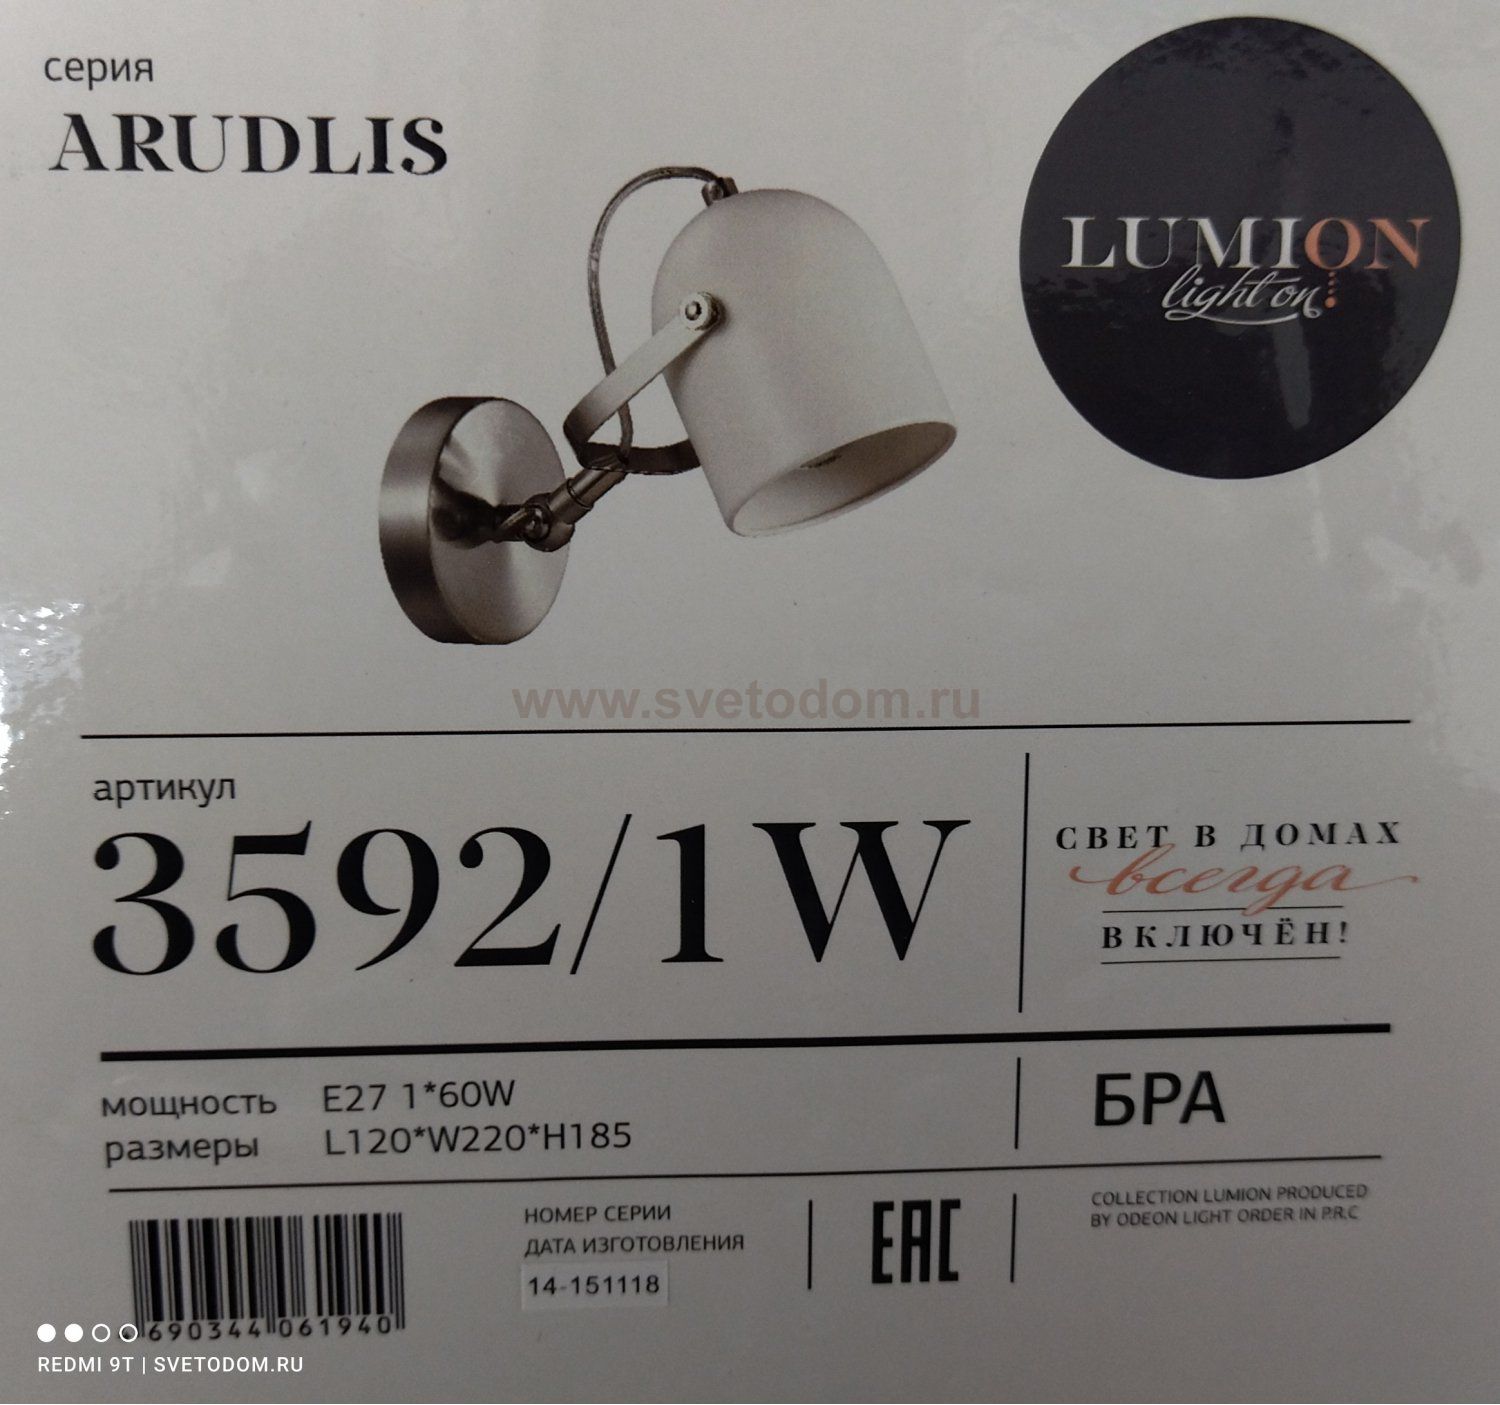 серия
ARUDLIS
LUMION
light on
www.svetodom.ru
артикул
3592/1W
СВЕТ В ДОМАХ
всегда
ВКЛЮЧЁН!
мощность E27 1*60W
размеры L120*W220*H185
БРА
НОМЕР СЕРИИ
ДАТА ИЗГОТОВЛЕНИЯ
14-151118
EAC
COLLECTION LUMION PRODUCED
BY ODEON LIGHT ORDER IN P.R.C
690344 061940
REDMI 9T | SVETODOM.RU